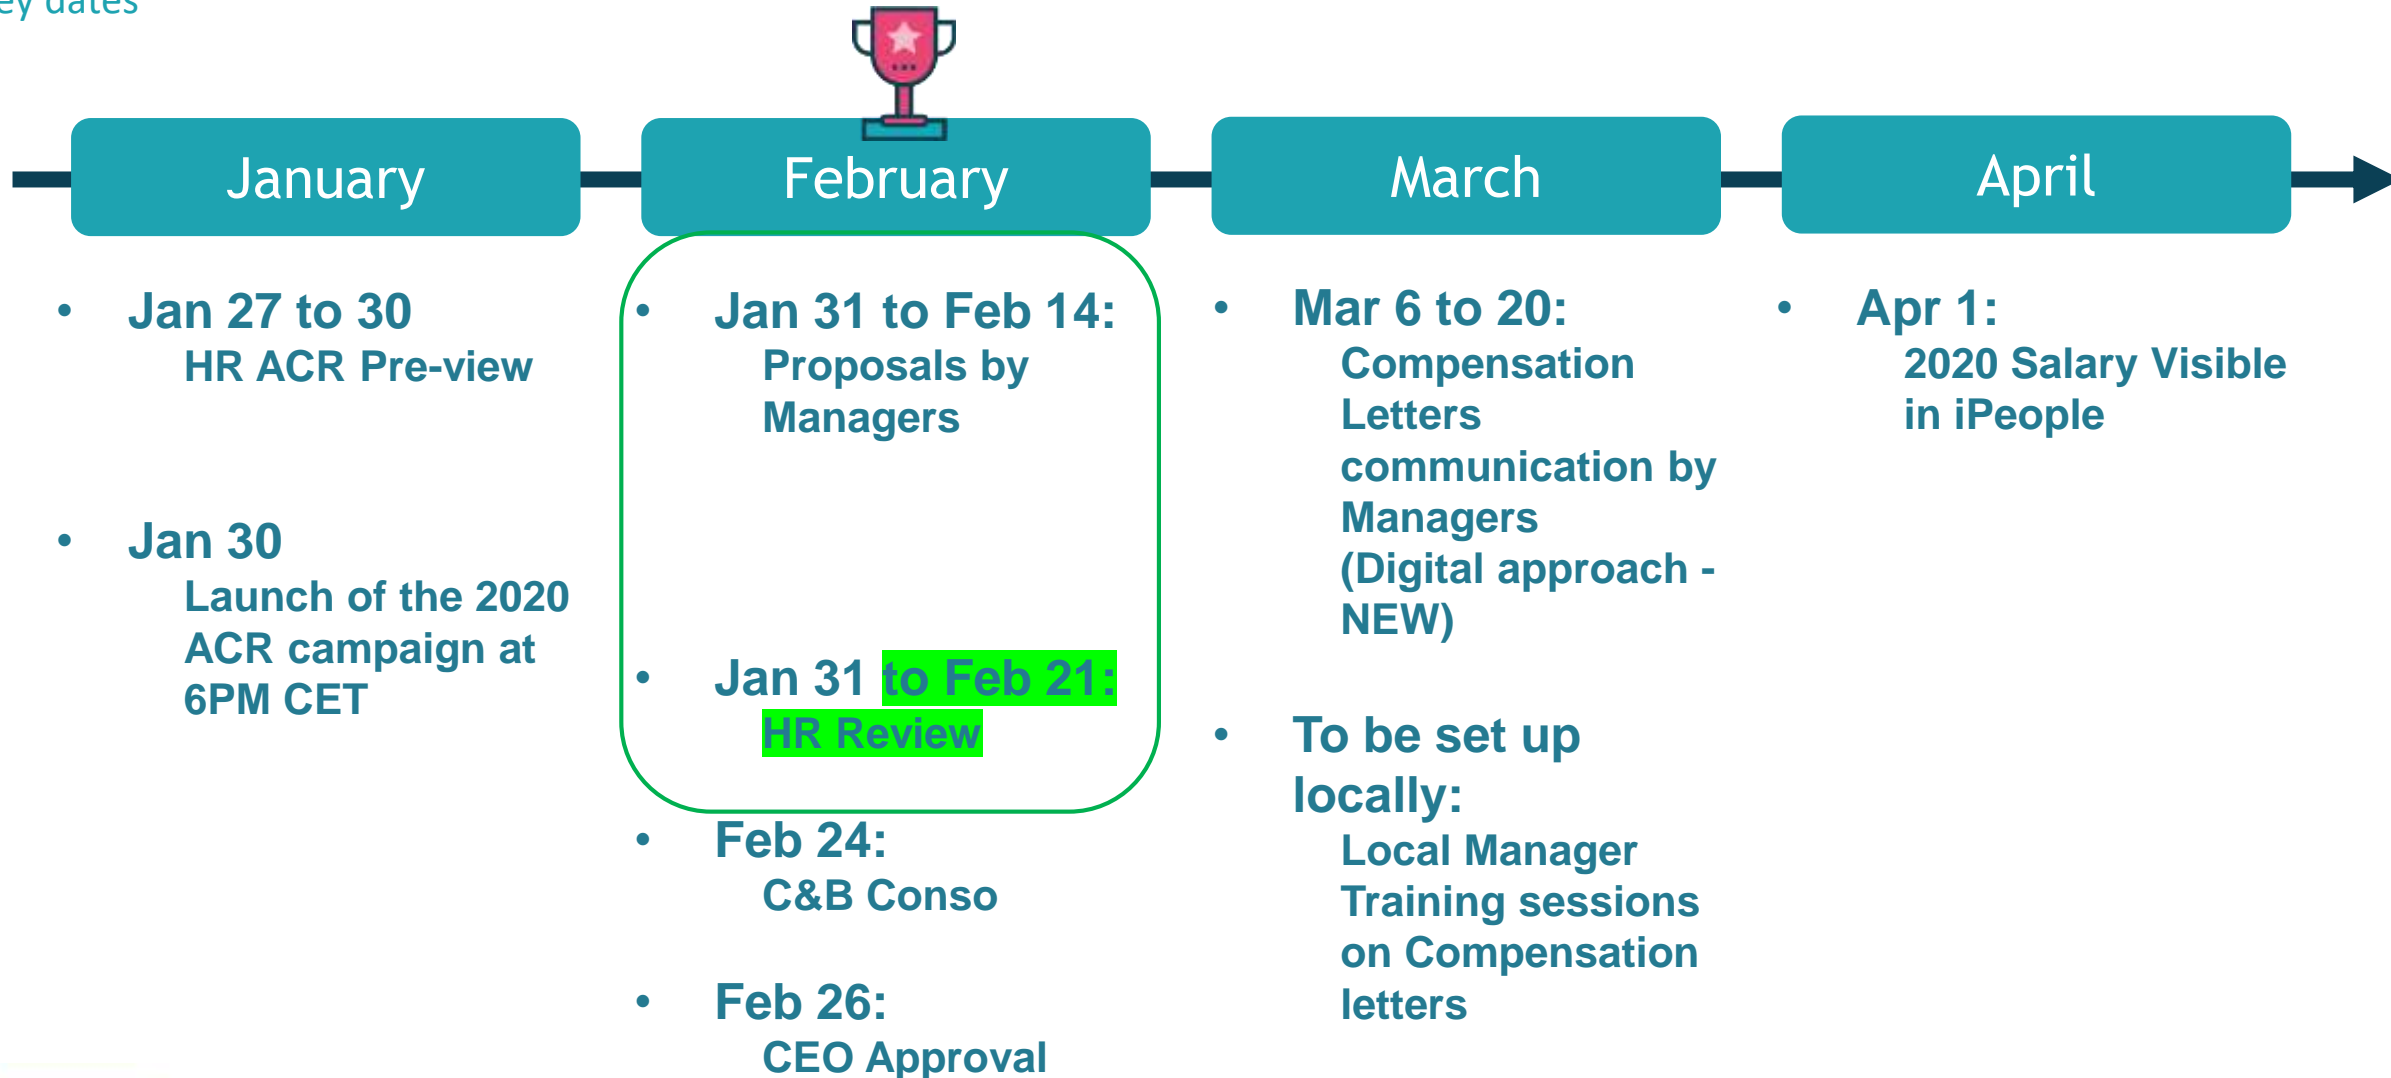 ey dates
January
February
March
April
• Jan 27 to 30
HR ACR Pre-view
• Jan 30
Launch of the 2020
ACR campaign at
6PM CET
• Jan 31 to Feb 14:
Proposals by
Managers
• Jan 31 to Feb 21:
HR Review
• Feb 24:
C&B Conso
• Feb 26:
CEO Approval
• Mar 6 to 20:
Compensation
Letters
communication by
Managers
(Digital approach -
NEW)
• To be set up
locally:
Local Manager
Training sessions
on Compensation
letters
• Apr 1:
2020 Salary Visible
in iPeople